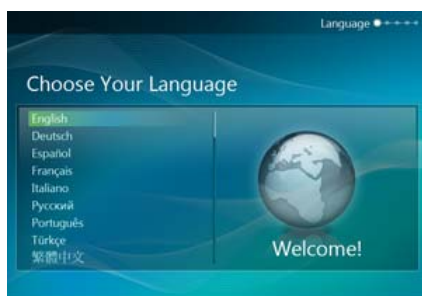 Language
Choose Your Language
English
Deutsch
Español
Français
Italiano
Русский
Português
Türkçe
繁體中文
Welcome!